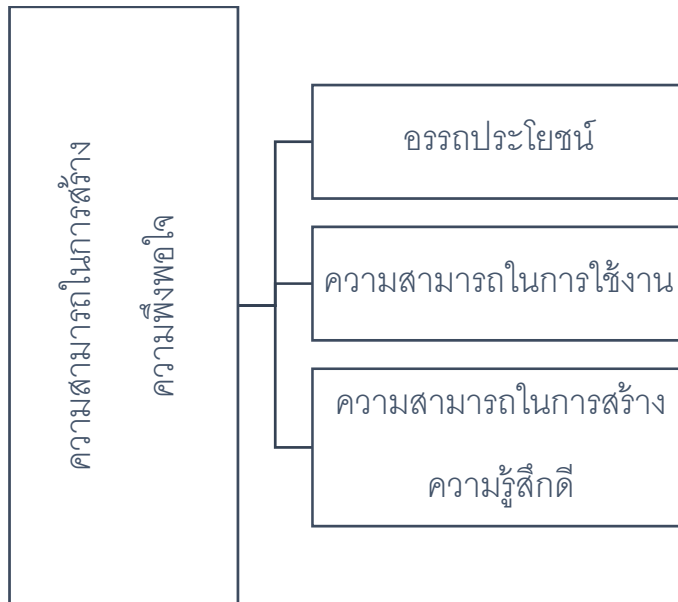 ความสามารถในการสร้าง
ความพึงพอใจ
อรรถประโยชน์
ความสามารถในการใช้งาน
ความสามารถในการสร้าง
ความรู้สึกดี